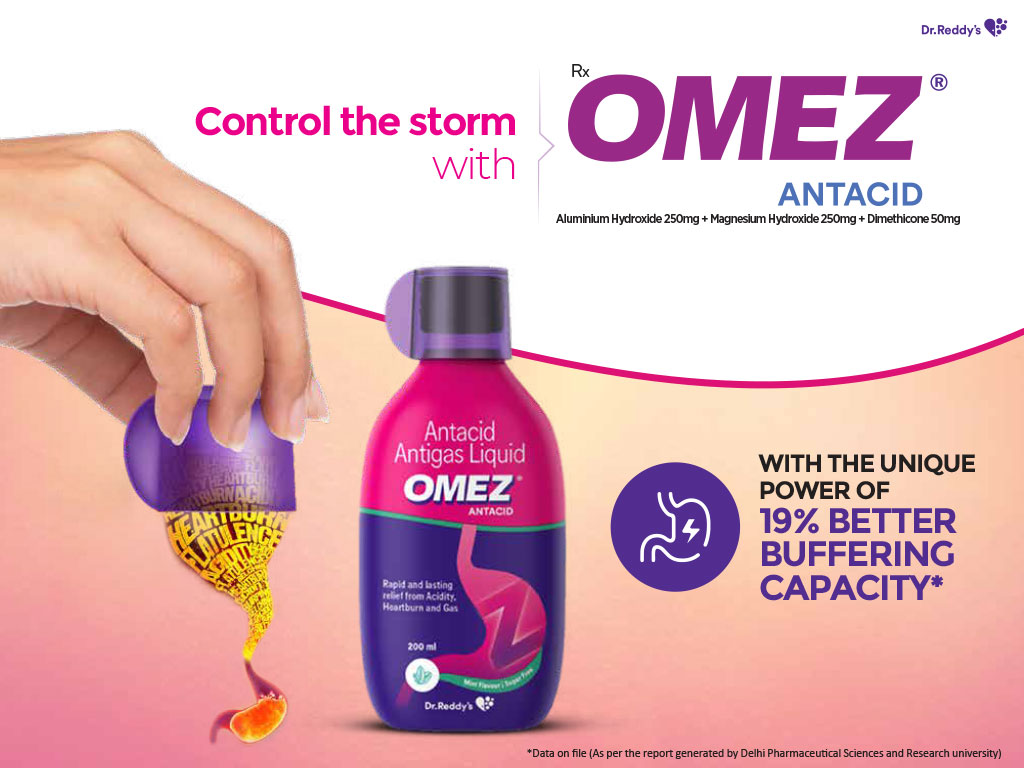 Dr.Reddy's
Control the storm
with
Rx
OMEZ®
ANTACID
Aluminium Hydroxide 250mg + Magnesium Hydroxide 250mg + Dimethicone 50mg
HEARTBURN
FLATULENCE
Antacid
Antigas Liquid
OMEZ®
ANTACID
Rapid and lasting
relief from Acidity,
Heartburn and Gas
200 ml
Mint Flavour | Sugar Free
Dr.Reddy's
WITH THE UNIQUE
POWER OF
19% BETTER
BUFFERING
CAPACITY*
*Data on file (As per the report generated by Delhi Pharmaceutical Sciences and Research university)